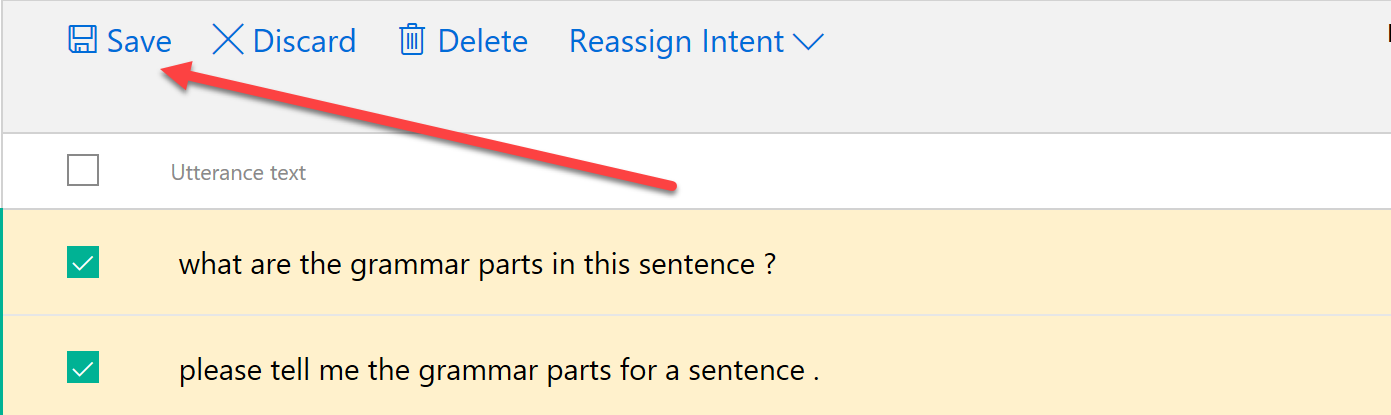 Save Discard Delete Reassign Intent
Utterance text
what are the grammar parts in this sentence ?
please tell me the grammar parts for a sentence .